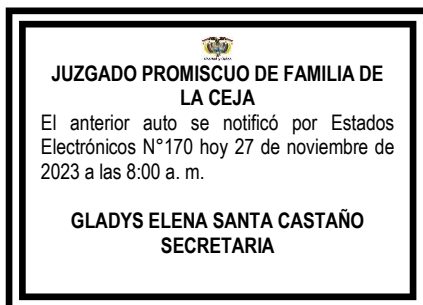 JUZGADO PROMISCUO DE FAMILIA DE
LA CEJA
El anterior auto se notificó por Estados
Electrónicos N°170 hoy 27 de noviembre de
2023 a las 8:00 a. m.
GLADYS ELENA SANTA CASTAÑO
SECRETARIA